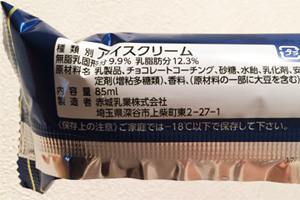 種類別 アイスクリーム
無脂乳固形分 9.9% 乳脂肪分 12.3%
原材料名 乳製品、チョコレートコーチング、砂糖、水飴、乳化剤、安
定剤(増粘多糖類)、香料、(原材料の一部に大豆を含む)
内容量 85ml
製造者 赤城乳業株式会社
埼玉県深谷市上柴町東2-27-1
〈保存上の注意〉ご家庭では−18℃以下で保存して下さい。